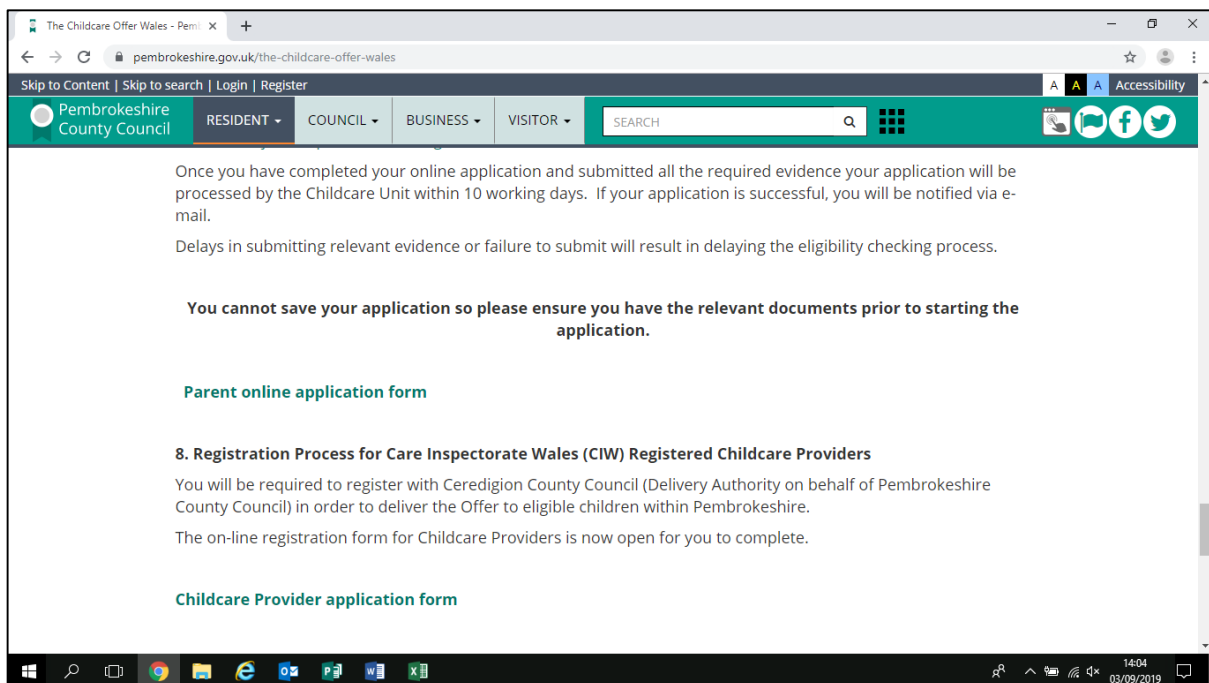 The Childcare Offer Wales - Pem
pembrokeshire.gov.uk/the-childcare-offer-wales
Skip to Content | Skip to search | Login | Register
A A A Accessibility
Pembrokeshire
County Council
RESIDENT COUNCIL BUSINESS VISITOR SEARCH
Once you have completed your online application and submitted all the required evidence your application will be
processed by the Childcare Unit within 10 working days.  If your application is successful, you will be notified via e-
mail.
Delays in submitting relevant evidence or failure to submit will result in delaying the eligibility checking process.
You cannot save your application so please ensure you have the relevant documents prior to starting the
application.
Parent online application form
8. Registration Process for Care Inspectorate Wales (CIW) Registered Childcare Providers
You will be required to register with Ceredigion County Council (Delivery Authority on behalf of Pembrokeshire
County Council) in order to deliver the Offer to eligible children within Pembrokeshire.
The on-line registration form for Childcare Providers is now open for you to complete.
Childcare Provider application form
14:04
03/09/2019